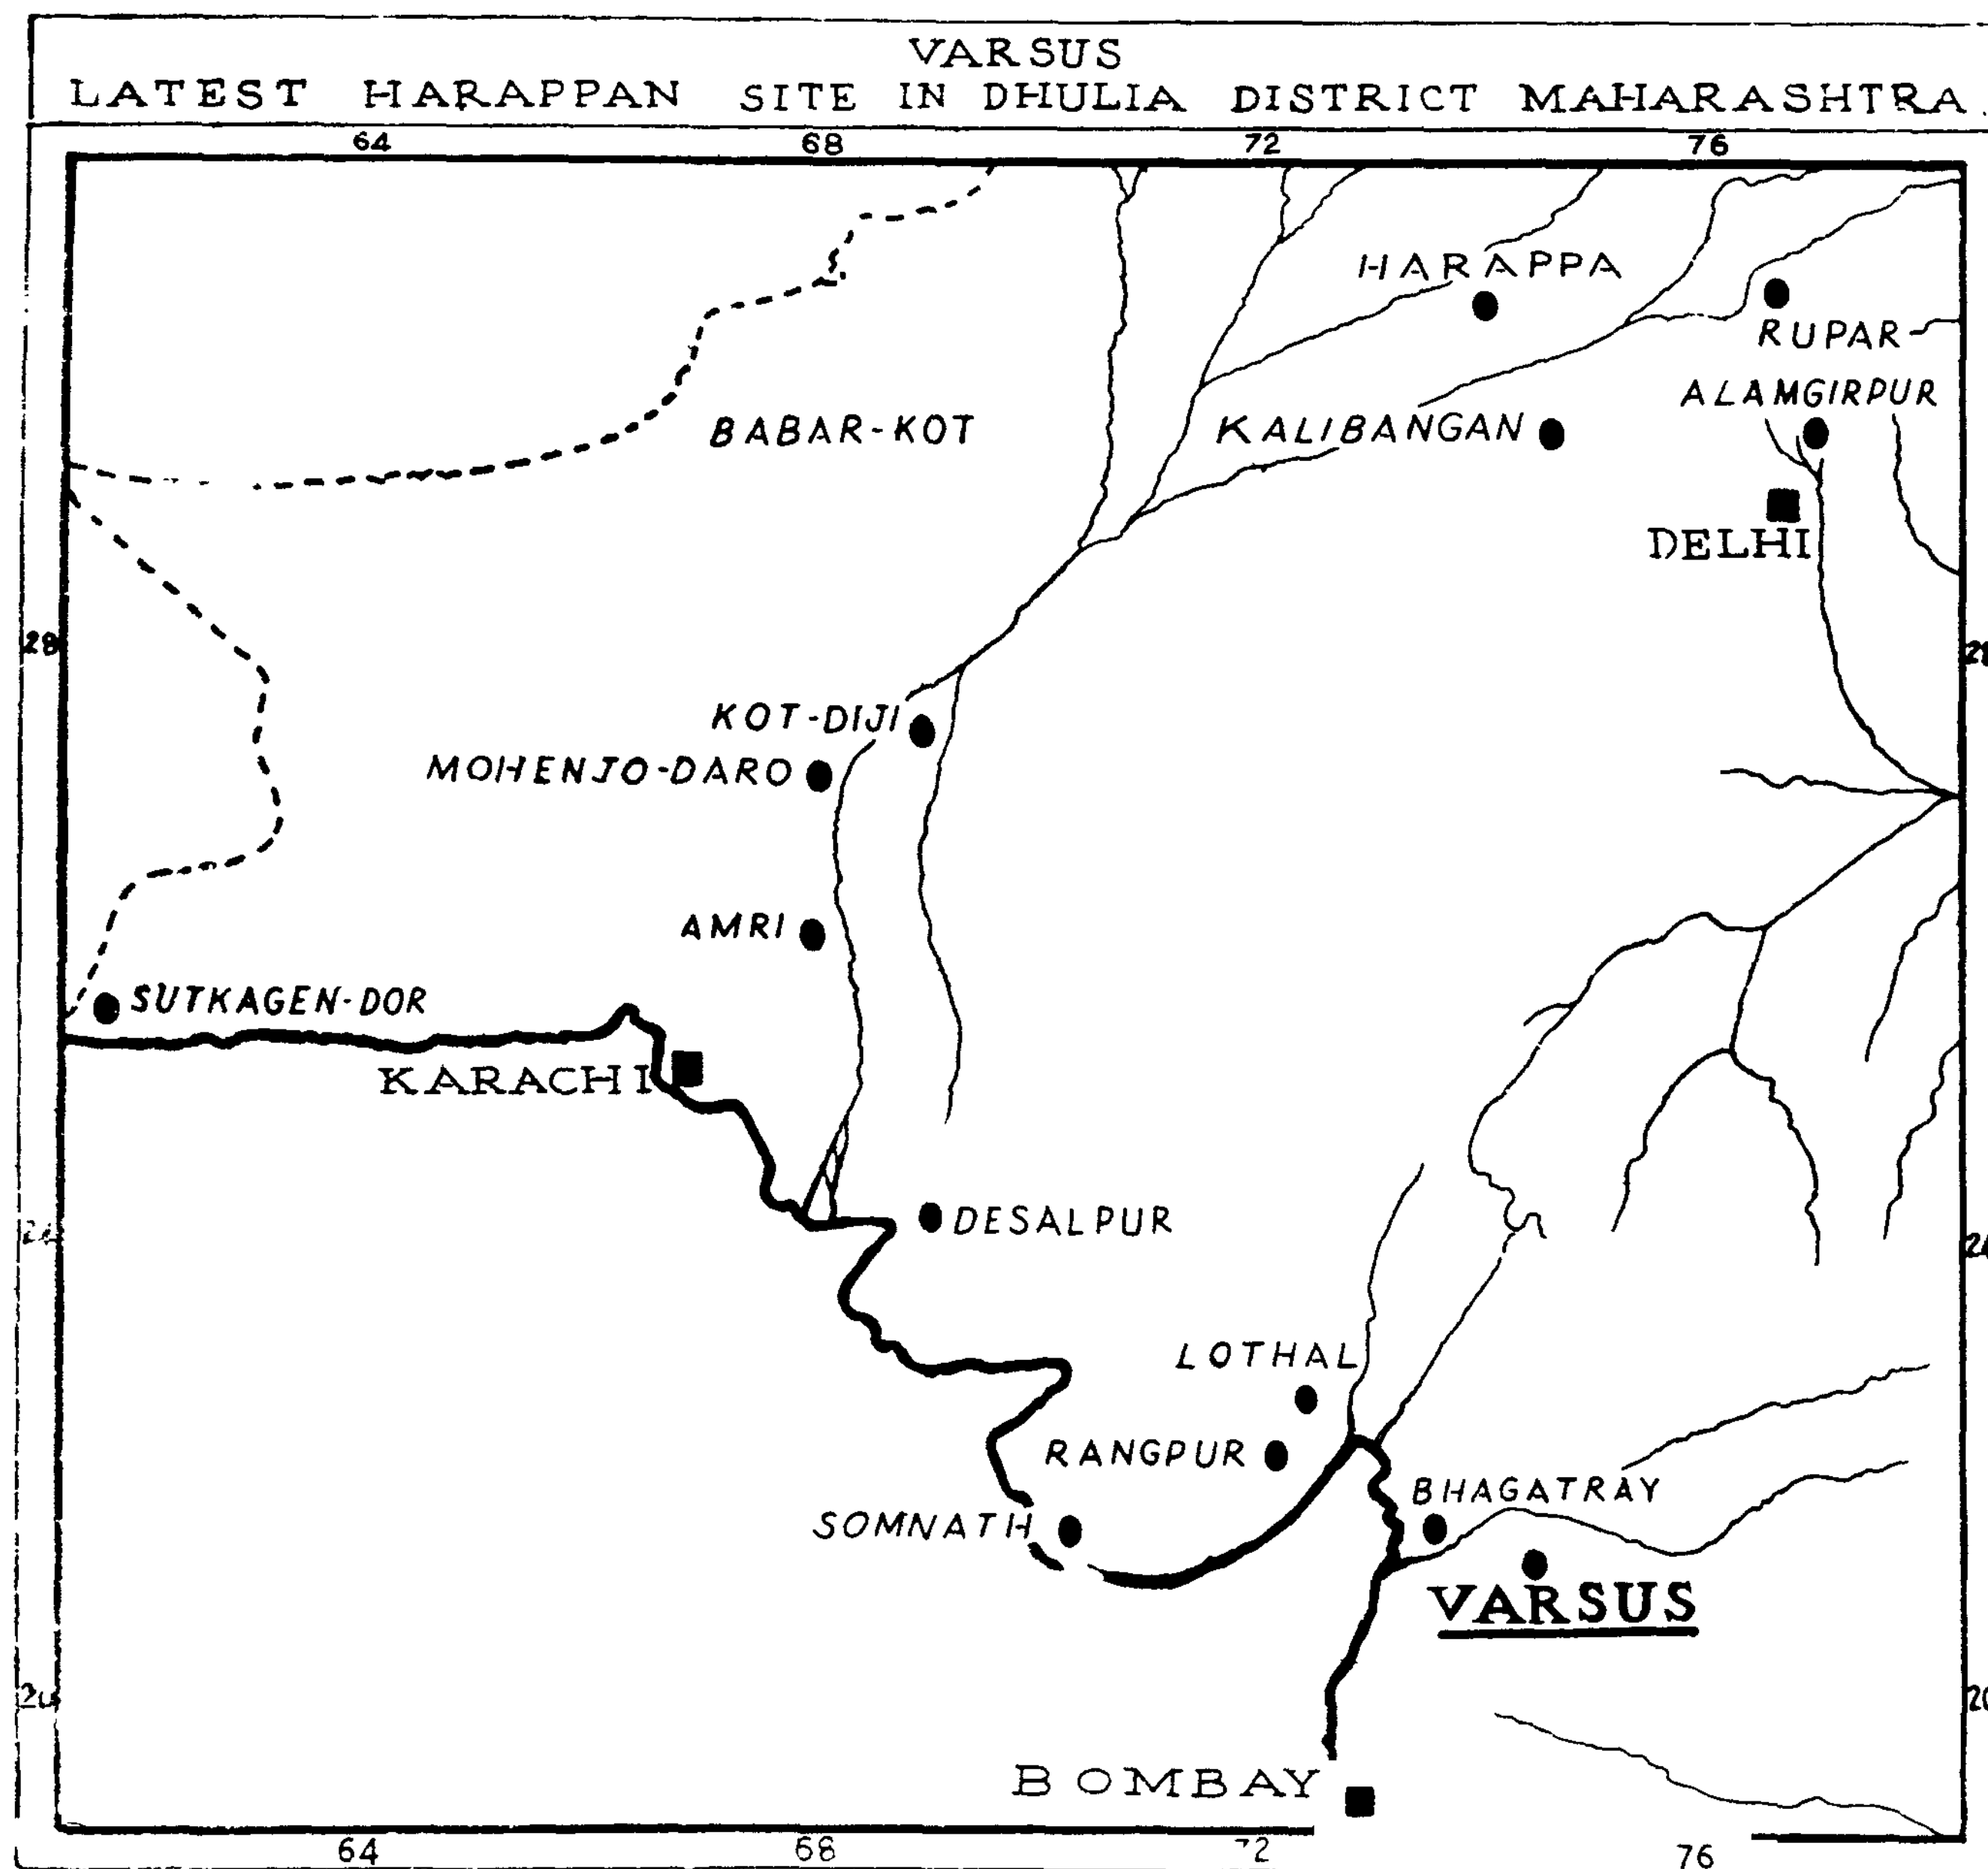 VARSUS
LATEST HARAPPAN SITE IN DHULIA DISTRICT MAHARASHTRA.
64 68 72 76
HARAPPA
RUPAR
ALAMGIRPUR
BABAR-KOT KALIBANGAN
DELHI
28
KOT-DIJI
MOHENJO-DARO
AMRI
SUTKAGEN-DOR
KARACHI
DESALPUR
LOTHAL
RANGPUR
BHAGATRAY
SOMNATH
VARSUS
20
BOMBAY
64 68 72 76